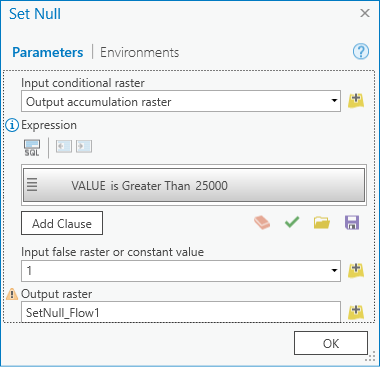 Set Null
Parameters | Environments
Input conditional raster
Output accumulation raster
Expression
SQL
VALUE is Greater Than 25000
Add Clause
Input false raster or constant value
1
Output raster
SetNull_Flow1
OK